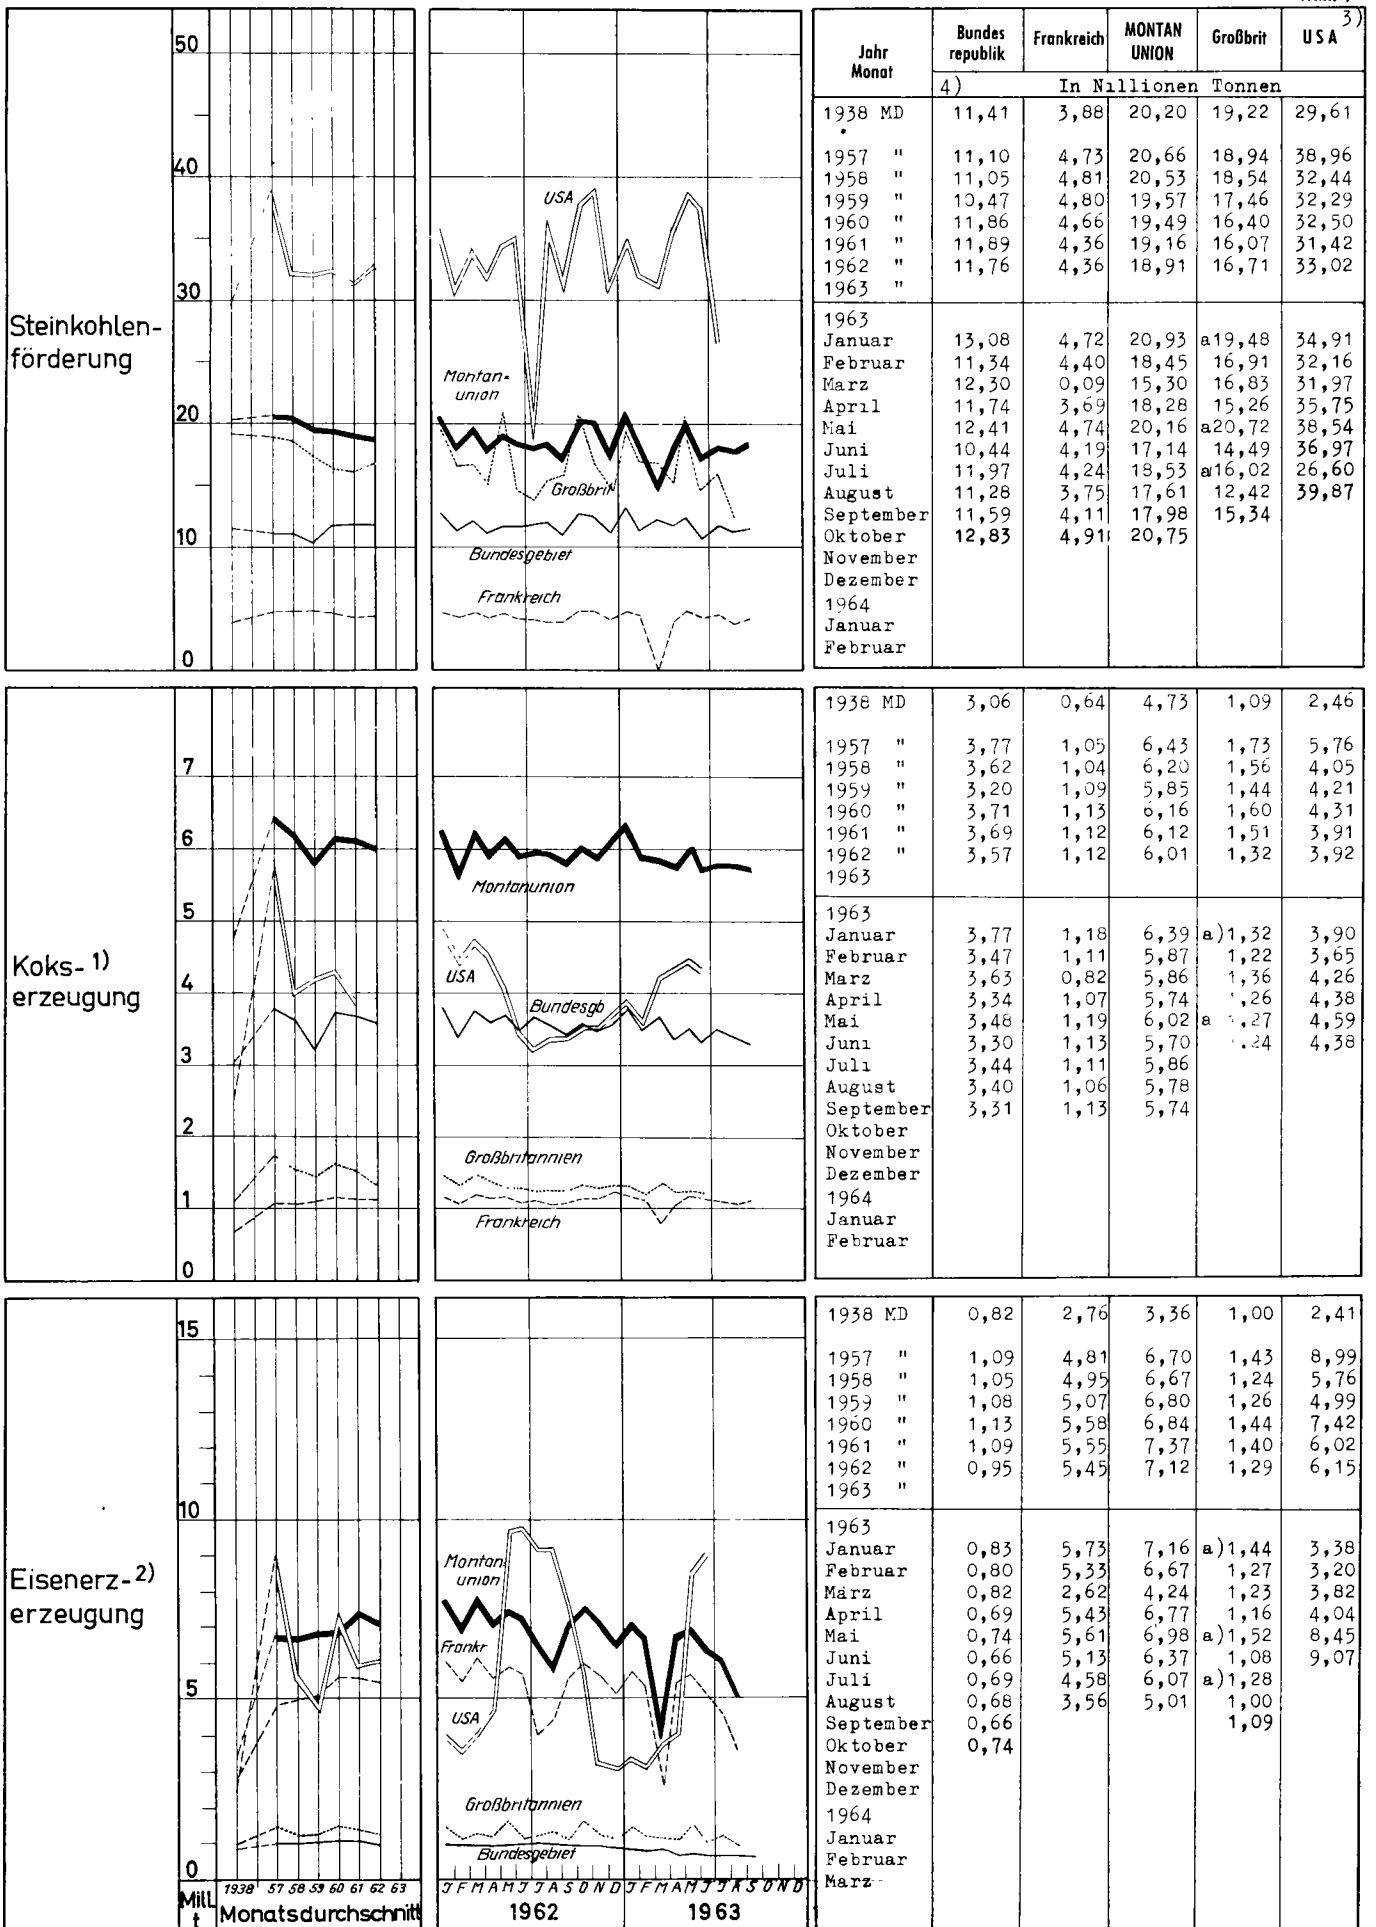 3)
Jahr Monat Bundes republik Frankreich MONTAN UNION Großbrit USA
4) In Nillionen Tonnen
Steinkohlen-
förderung
50
40
30
20
10
0
USA
Montan=
union
Großbrit
Bundesgebiet
Frankreich
1938 MD 11,41 3,88 20,20 19,22 29,61
1957 " 11,10 4,73 20,66 18,94 38,96
1958 " 11,05 4,81 20,53 18,54 32,44
1959 " 10,47 4,80 19,57 17,46 32,29
1960 " 11,86 4,66 19,49 16,40 32,50
1961 " 11,89 4,36 19,16 16,07 31,42
1962 " 11,76 4,36 18,91 16,71 33,02
1963 "
1963
Januar 13,08 4,72 20,93 a19,48 34,91
Februar 11,34 4,40 18,45 16,91 32,16
Marz 12,30 0,09 15,30 16,83 31,97
April 11,74 3,69 18,28 15,26 35,75
Mai 12,41 4,74 20,16 a20,72 38,54
Juni 10,44 4,19 17,14 14,49 36,97
Juli 11,97 4,24 18,53 a16,02 26,60
August 11,28 3,75 17,61 12,42 39,87
September 11,59 4,11 17,98 15,34
Oktober 12,83 4,91 20,75
November
Dezember
1964
Januar
Februar
Koks- 1)
erzeugung
7
6
5
4
3
2
1
0
Montanunion
USA
Bundesgb
Großbritannien
Frankreich
1938 MD 3,06 0,64 4,73 1,09 2,46
1957 " 3,77 1,05 6,43 1,73 5,76
1958 " 3,62 1,04 6,20 1,56 4,05
1959 " 3,20 1,09 5,85 1,44 4,21
1960 " 3,71 1,13 6,16 1,60 4,31
1961 " 3,69 1,12 6,12 1,51 3,91
1962 " 3,57 1,12 6,01 1,32 3,92
1963
1963
Januar 3,77 1,18 6,39 a)1,32 3,90
Februar 3,47 1,11 5,87 1,22 3,65
Marz 3,63 0,82 5,86 1,36 4,26
April 3,34 1,07 5,74 ,26 4,38
Mai 3,48 1,19 6,02 a ,27 4,59
Juni 3,30 1,13 5,70 ,24 4,38
Juli 3,44 1,11 5,86
August 3,40 1,06 5,78
September 3,31 1,13 5,74
Oktober
November
Dezember
1964
Januar
Februar
Eisenerz- 2)
erzeugung
15
10
5
0
Montan
union
Frankr
USA
Großbritannien
Bundesgebiet
1938 MD 0,82 2,76 3,36 1,00 2,41
1957 " 1,09 4,81 6,70 1,43 8,99
1958 " 1,05 4,95 6,67 1,24 5,76
1959 " 1,08 5,07 6,80 1,26 4,99
1960 " 1,13 5,58 6,84 1,44 7,42
1961 " 1,09 5,55 7,37 1,40 6,02
1962 " 0,95 5,45 7,12 1,29 6,15
1963 "
1963
Januar 0,83 5,73 7,16 a)1,44 3,38
Februar 0,80 5,33 6,67 1,27 3,20
März 0,82 2,62 4,24 1,23 3,82
April 0,69 5,43 6,77 1,16 4,04
Mai 0,74 5,61 6,98 a)1,52 8,45
Juni 0,66 5,13 6,37 1,08 9,07
Juli 0,69 4,58 6,07 a)1,28
August 0,68 3,56 5,01 1,00
September 0,66 1,09
Oktober 0,74
November
Dezember
1964
Januar
Februar
Marz
Mill t
1938 57 58 59 60 61 62 63
Monatsdurchschnitt
J F M A M J J A S O N D J F M A M J J A S O N D
1962 1963